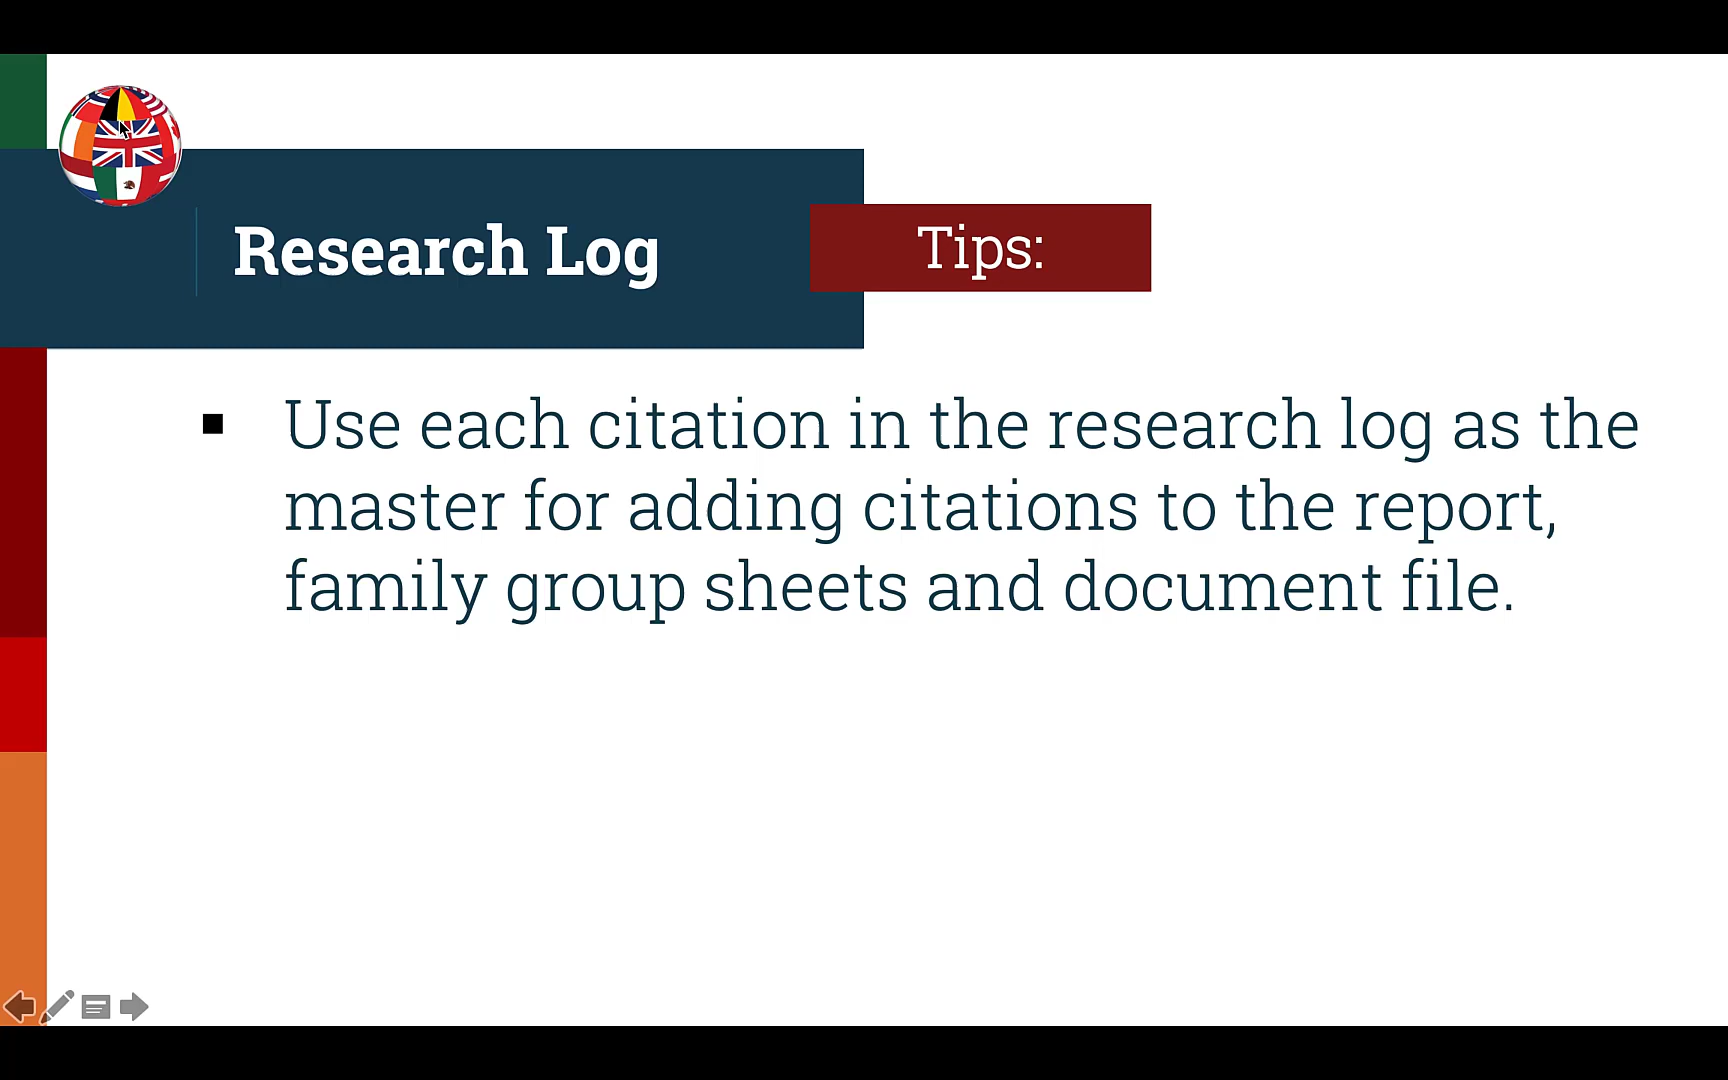 Research Log
Tips:
▪ Use each citation in the research log as the
master for adding citations to the report,
family group sheets and document file.